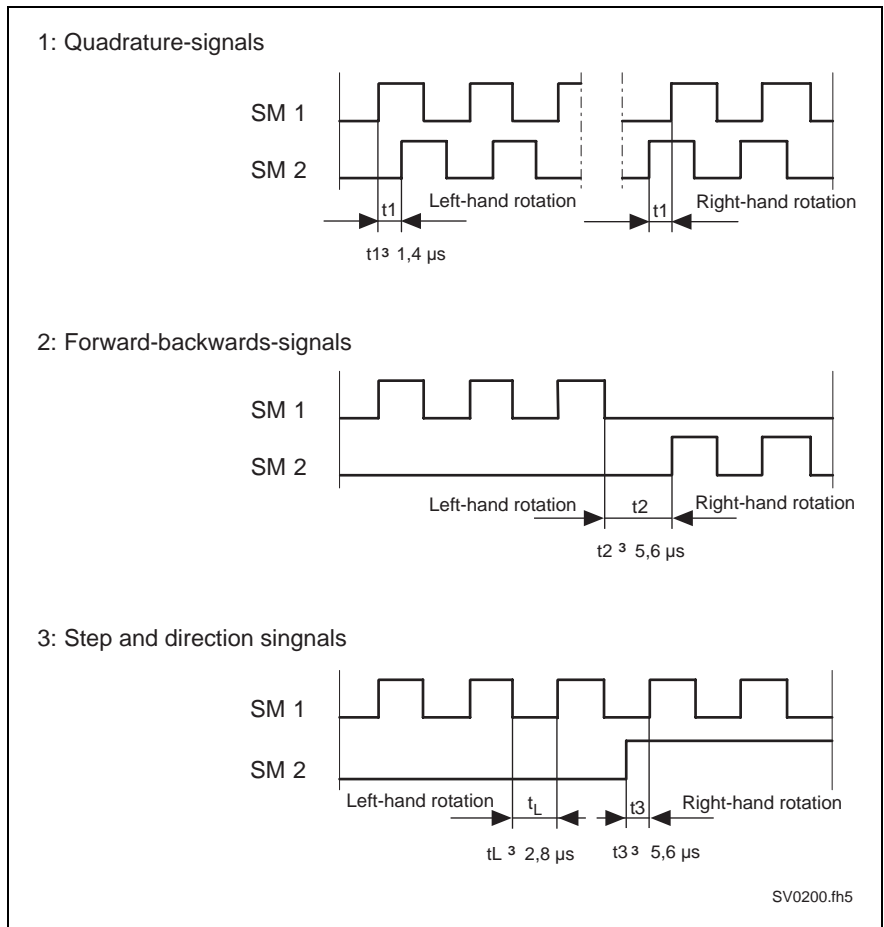 1: Quadrature-signals
SM 1
SM 2
t1
Left-hand rotation
t1
Right-hand rotation
t1³ 1,4 µs
2: Forward-backwards-signals
SM 1
SM 2
Left-hand rotation
t2
Right-hand rotation
t2 ³ 5,6 µs
3: Step and direction singnals
SM 1
SM 2
Left-hand rotation
tL
t3
Right-hand rotation
tL ³ 2,8 µs
t3 ³ 5,6 µs
SV0200.fh5